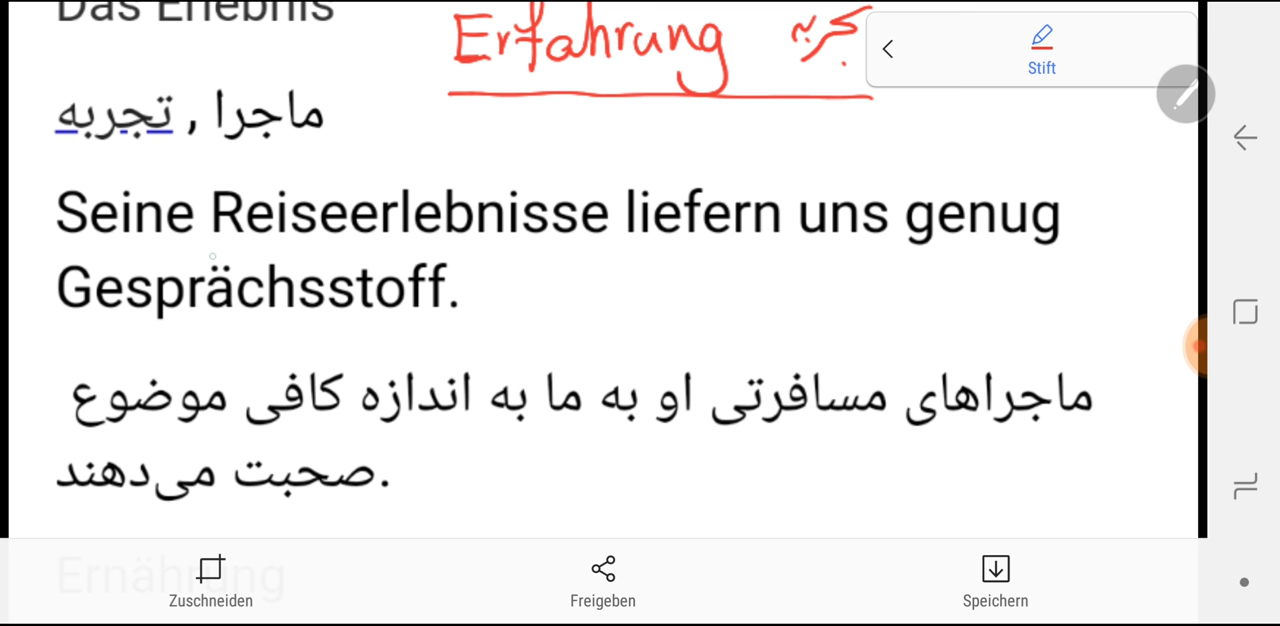 Das Erlebnis
Erfahrung
Stift
ماجرا , تجربه
Seine Reiseerlebnisse liefern uns genug
Gesprächsstoff.
ماجراهای مسافرتی او به ما به اندازه کافی موضوع
صحبت می‌دهند.
Ernährung
Zuschneiden
Freigeben
Speichern